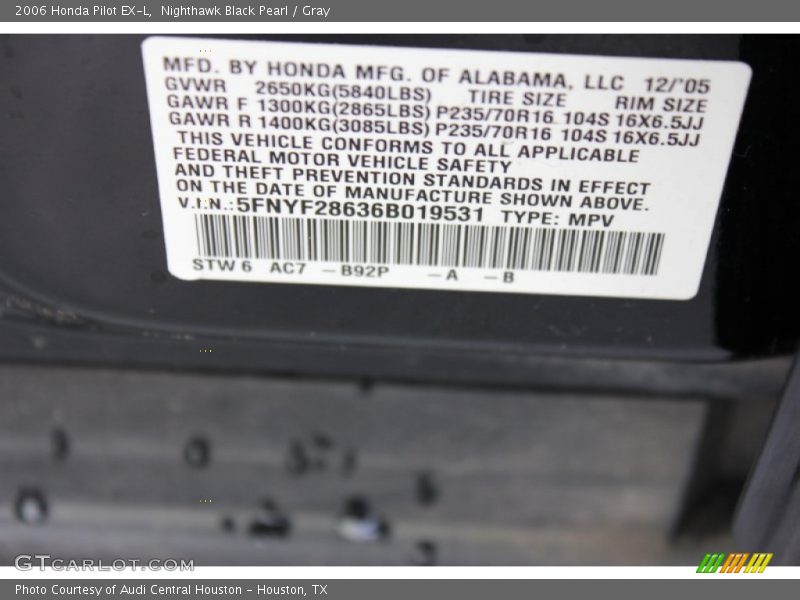 2006 Honda Pilot EX-L, Nighthawk Black Pearl / Gray
MFD. BY HONDA MFG. OF ALABAMA, LLC 12/'05
GVWR 2650KG(5840LBS) TIRE SIZE RIM SIZE
GAWR F 1300KG(2865LBS) P235/70R16 104S 16X6.5JJ
GAWR R 1400KG(3085LBS) P235/70R16 104S 16X6.5JJ
THIS VEHICLE CONFORMS TO ALL APPLICABLE
FEDERAL MOTOR VEHICLE SAFETY
AND THEFT PREVENTION STANDARDS IN EFFECT
ON THE DATE OF MANUFACTURE SHOWN ABOVE.
V.I.N.:5FNYF28636B019531 TYPE: MPV
STW6 AC7 -B92P -A -B
GTcarlot.com
Photo Courtesy of Audi Central Houston - Houston, TX